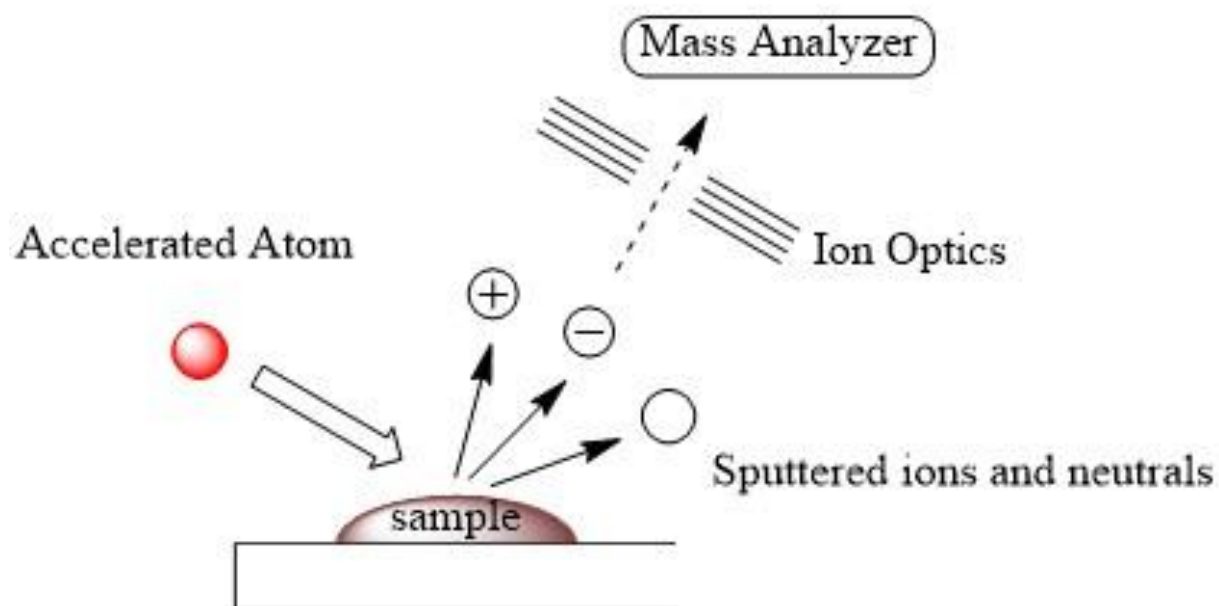 Mass Analyzer
Accelerated Atom
Ion Optics
+
−
Sputtered ions and neutrals
sample